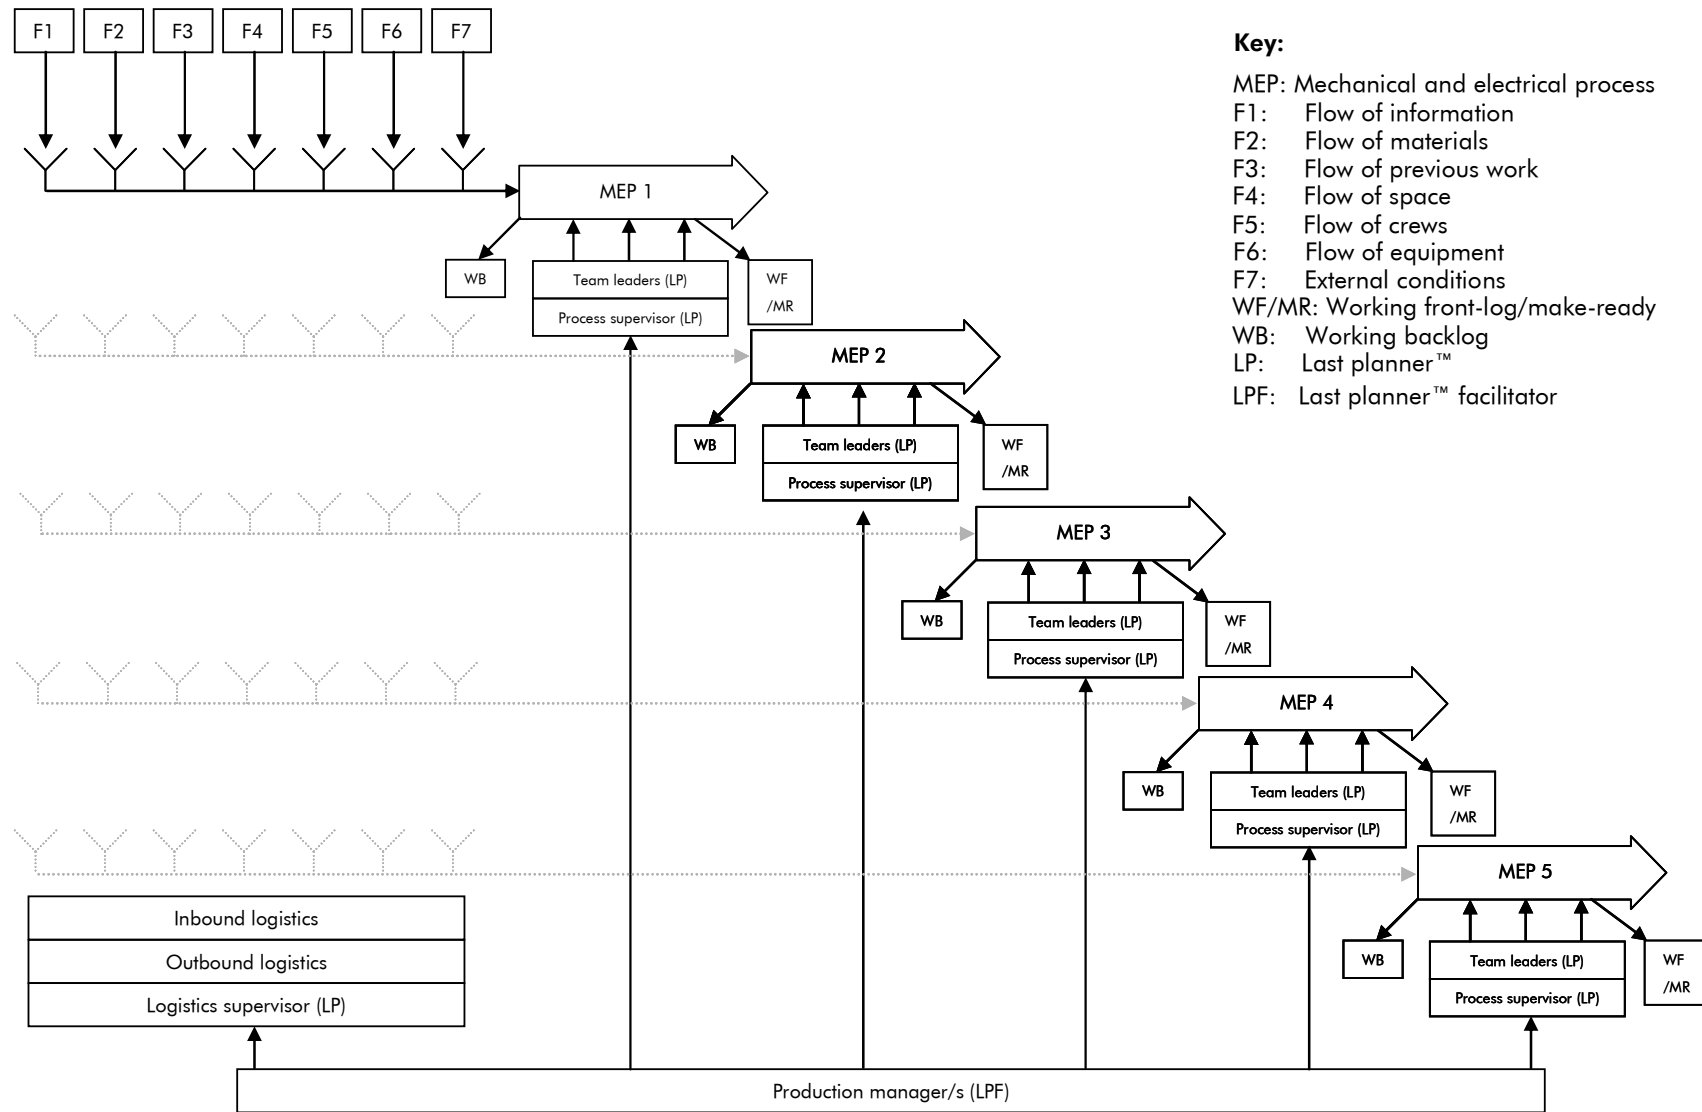 F1 F2 F3 F4 F5 F6 F7
Key:
MEP: Mechanical and electrical process
F1: Flow of information
F2: Flow of materials
F3: Flow of previous work
F4: Flow of space
F5: Flow of crews
F6: Flow of equipment
F7: External conditions
WF/MR: Working front-log/make-ready
WB: Working backlog
LP: Last planner™
LPF: Last planner™ facilitator
MEP 1
WB
Team leaders (LP)
Process supervisor (LP)
WF
/MR
MEP 2
WB
Team leaders (LP)
Process supervisor (LP)
WF
/MR
MEP 3
WB
Team leaders (LP)
Process supervisor (LP)
WF
/MR
MEP 4
WB
Team leaders (LP)
Process supervisor (LP)
WF
/MR
MEP 5
WB
Team leaders (LP)
Process supervisor (LP)
WF
/MR
Inbound logistics
Outbound logistics
Logistics supervisor (LP)
Production manager/s (LPF)